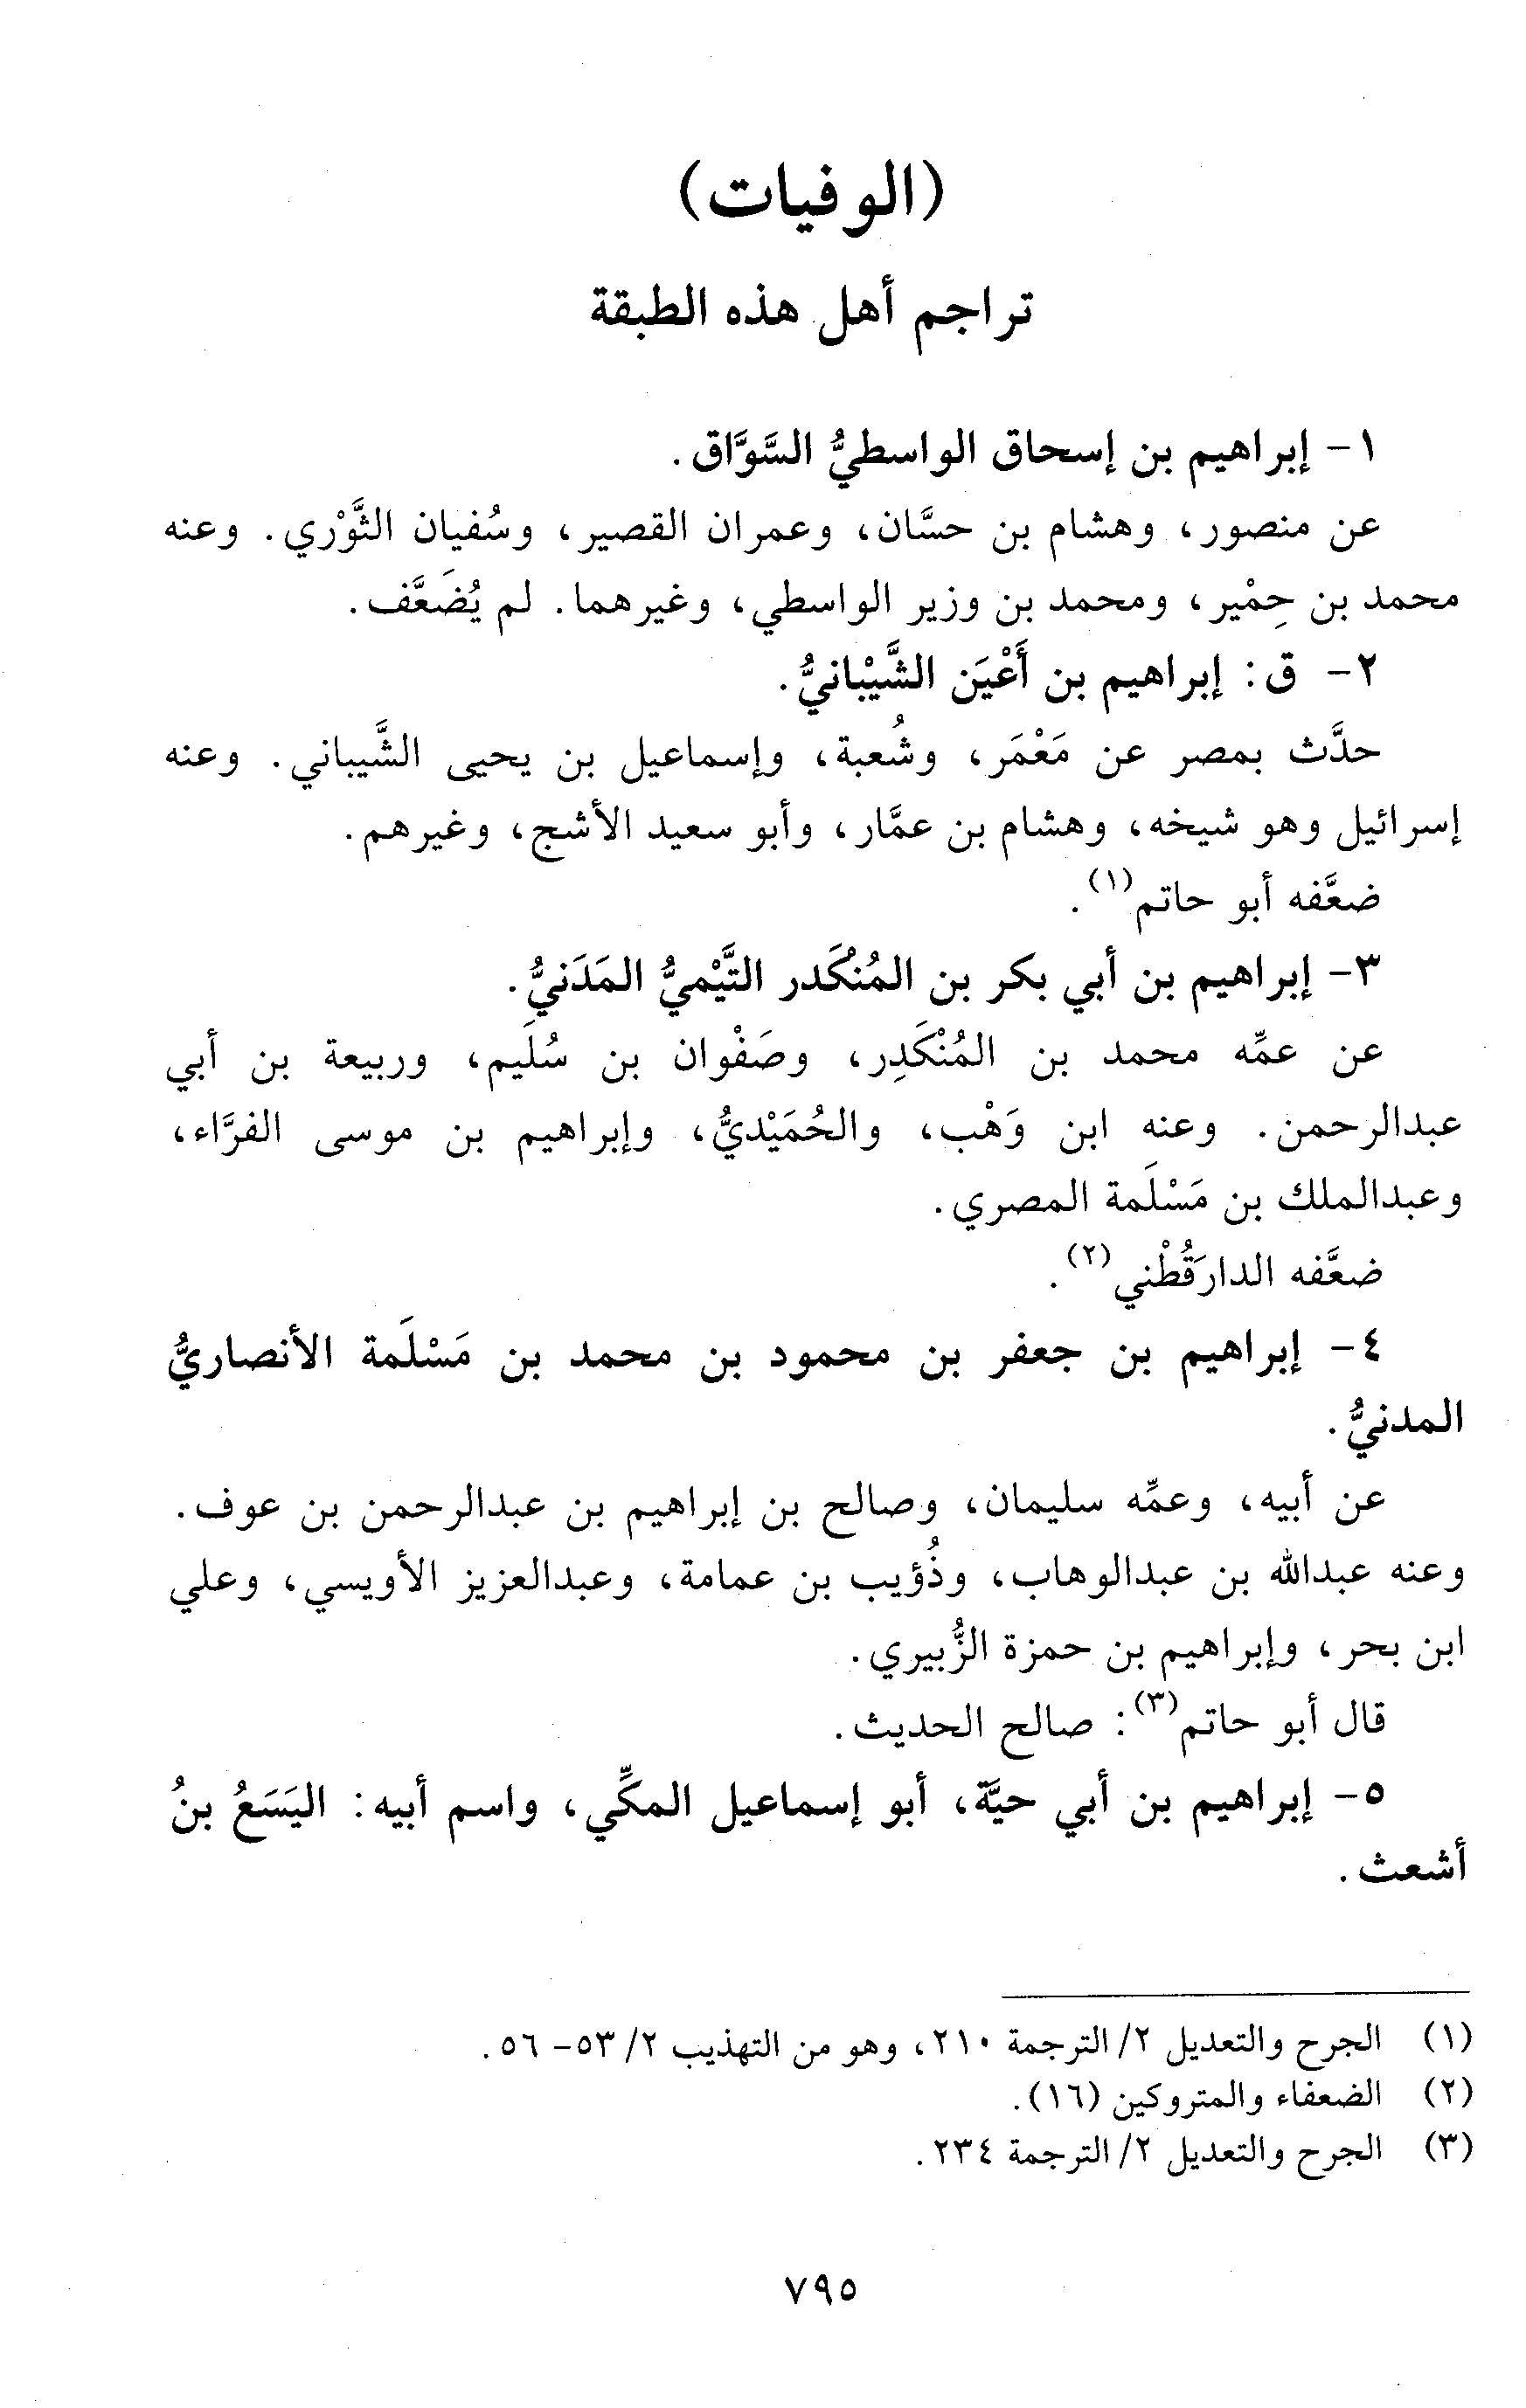 (الوفيات)
تراجم أهل هذه الطبقة
١- إبراهيم بن إسحاق الواسطيُّ السَّوَّاق.
عن منصور، وهشام بن حسَّان، وعمران القصير، وسُفيان الثَّوْري. وعنه
محمد بن حِمْير، ومحمد بن وزير الواسطي، وغيرهما. لم يُضَعَّف.
٢- ق: إبراهيم بن أَعْيَن الشَّيْبانيُّ.
حدَّث بمصر عن مَعْمَر، وشُعبة، وإسماعيل بن يحيى الشَّيباني. وعنه
إسرائيل وهو شيخه، وهشام بن عمَّار، وأبو سعيد الأشج، وغيرهم.
ضعَّفه أبو حاتم(١).
٣- إبراهيم بن أبي بكر بن المُنْكَدر التَّيْميُّ المَدَنيُّ.
عن عمِّه محمد بن المُنْكَدِر، وصَفْوان بن سُلَيم، وربيعة بن أبي
عبدالرحمن. وعنه ابن وَهْب، والحُمَيْديُّ، وإبراهيم بن موسى الفرَّاء،
وعبدالملك بن مَسْلَمة المصري.
ضعَّفه الدارَقُطْني(٢).
٤- إبراهيم بن جعفر بن محمود بن محمد بن مَسْلَمة الأنصاريُّ
المدنيُّ.
عن أبيه، وعمِّه سليمان، وصالح بن إبراهيم بن عبدالرحمن بن عوف.
وعنه عبدالله بن عبدالوهاب، وذُؤيب بن عمامة، وعبدالعزيز الأويسي، وعلي
ابن بحر، وإبراهيم بن حمزة الزُّبيري.
قال أبو حاتم(٣): صالح الحديث.
٥- إبراهيم بن أبي حيَّة، أبو إسماعيل المكِّي، واسم أبيه: اليَسَعُ بنُ
أشعث.
(١) الجرح والتعديل ٢/ الترجمة ٢١٠، وهو من التهذيب ٢/ ٥٣- ٥٦.
(٢) الضعفاء والمتروكين (١٦).
(٣) الجرح والتعديل ٢/ الترجمة ٢٣٤.
٧٩٥